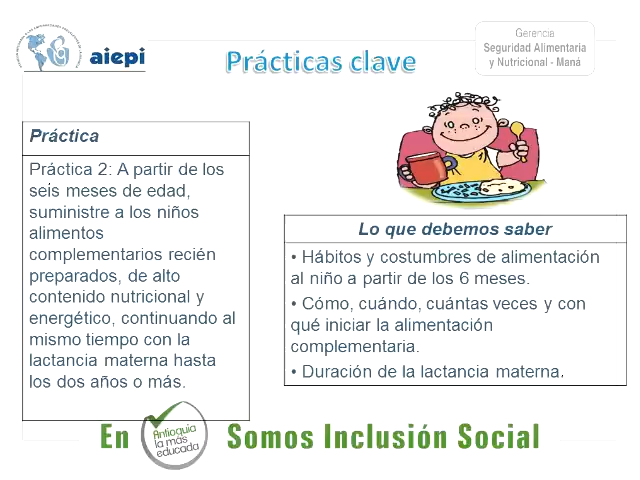 aiepi
Prácticas clave
Gerencia
Seguridad Alimentaria
y Nutricional - Maná
Práctica
Práctica 2: A partir de los
seis meses de edad,
suministre a los niños
alimentos
complementarios recién
preparados, de alto
contenido nutricional y
energético, continuando al
mismo tiempo con la
lactancia materna hasta
los dos años o más.
Lo que debemos saber
• Hábitos y costumbres de alimentación
al niño a partir de los 6 meses.
• Cómo, cuándo, cuántas veces y con
qué iniciar la alimentación
complementaria.
• Duración de la lactancia materna.
En
Antioquia
la más
educada
Somos Inclusión Social